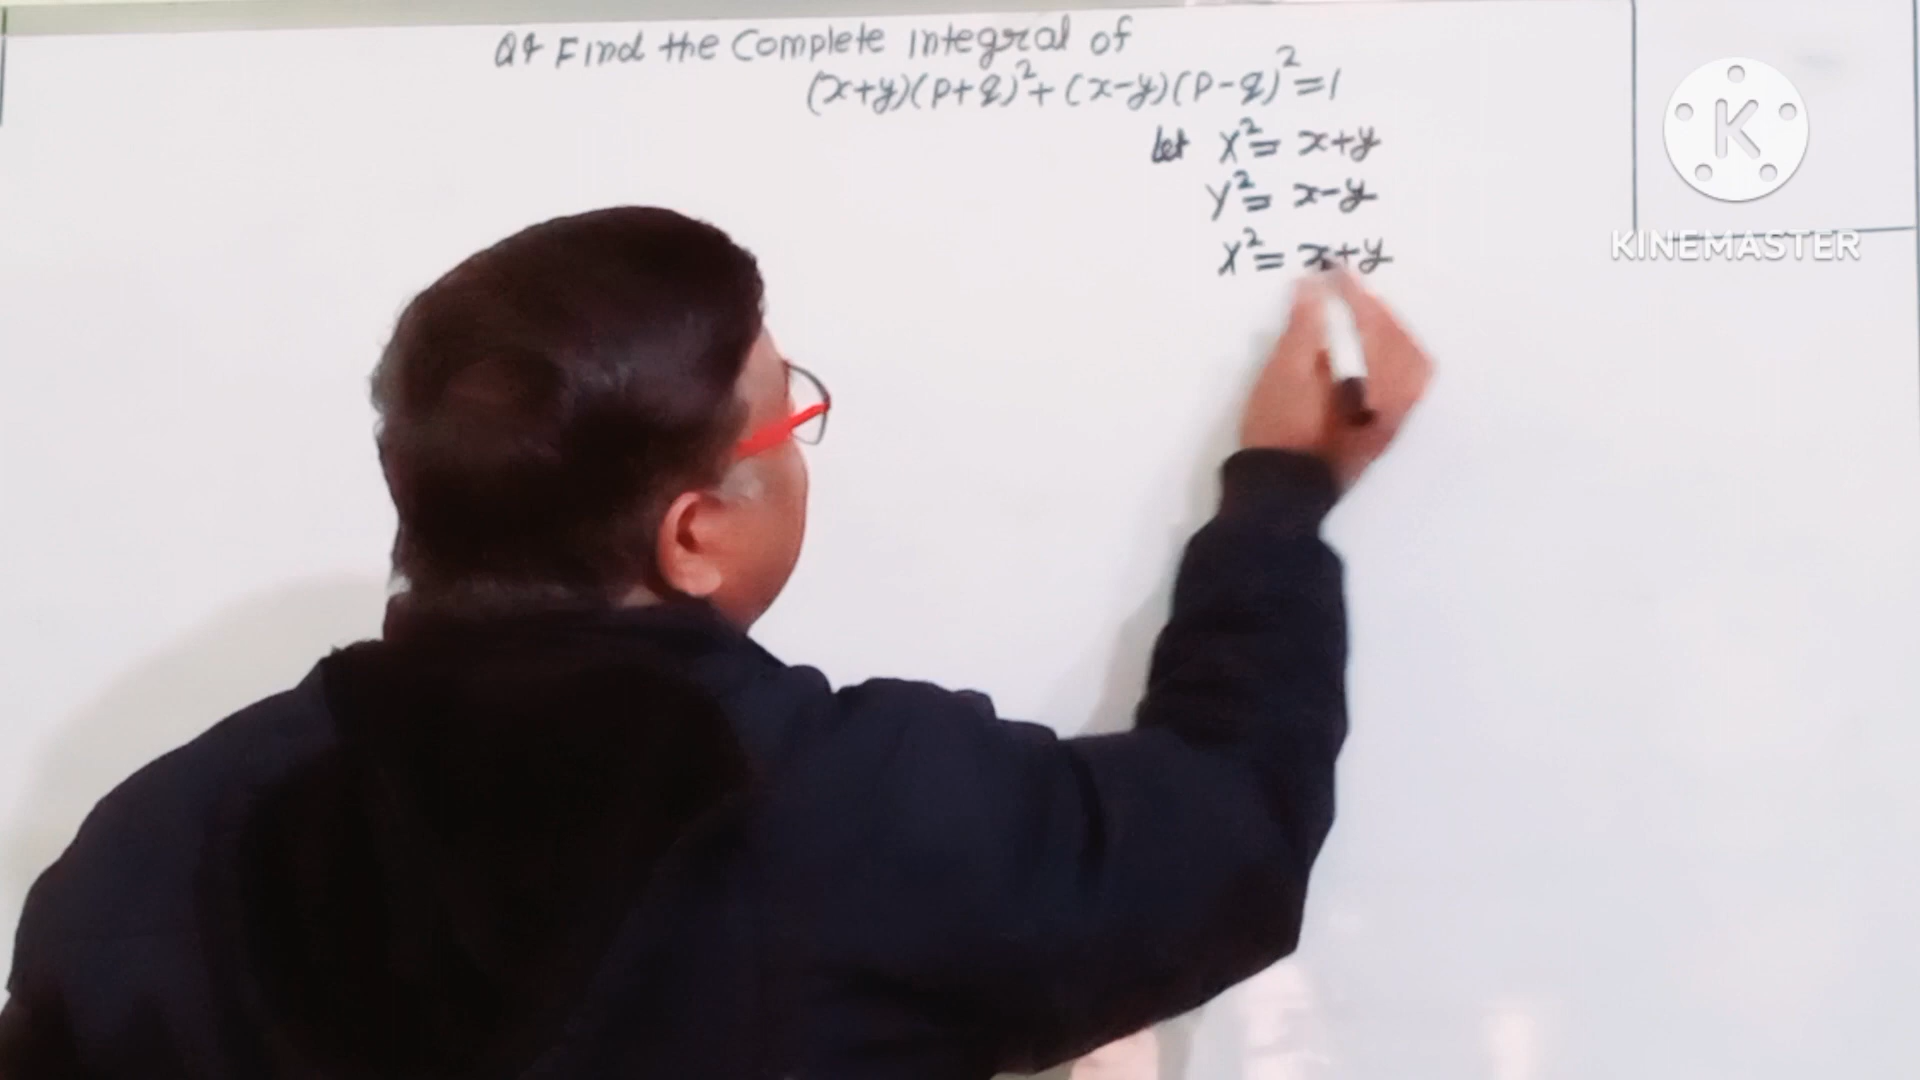 Q4 Find the Complete Integral of
(x+y)(p+q)²+(x-y)(p-q)²=1
let X²= x+y
Y²= x-y
X²= x+y
K
KINEMASTER